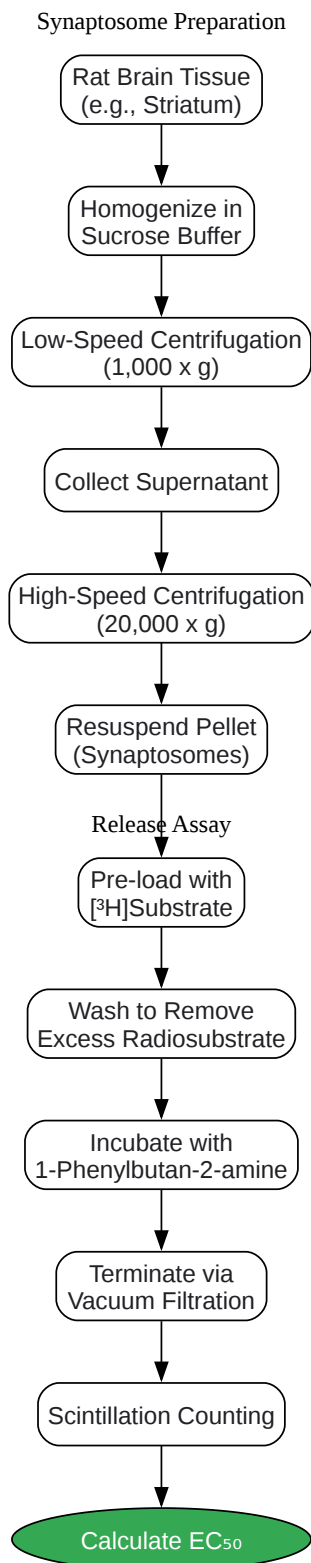 Synaptosome Preparation
Rat Brain Tissue
(e.g., Striatum)
Homogenize in
Sucrose Buffer
Low-Speed Centrifugation
(1,000 x g)
Collect Supernatant
High-Speed Centrifugation
(20,000 x g)
Resuspend Pellet
(Synaptosomes)
Release Assay
Pre-load with
[³H]Substrate
Wash to Remove
Excess Radiosubstrate
Incubate with
1-Phenylbutan-2-amine
Terminate via
Vacuum Filtration
Scintillation Counting
Calculate EC₅₀